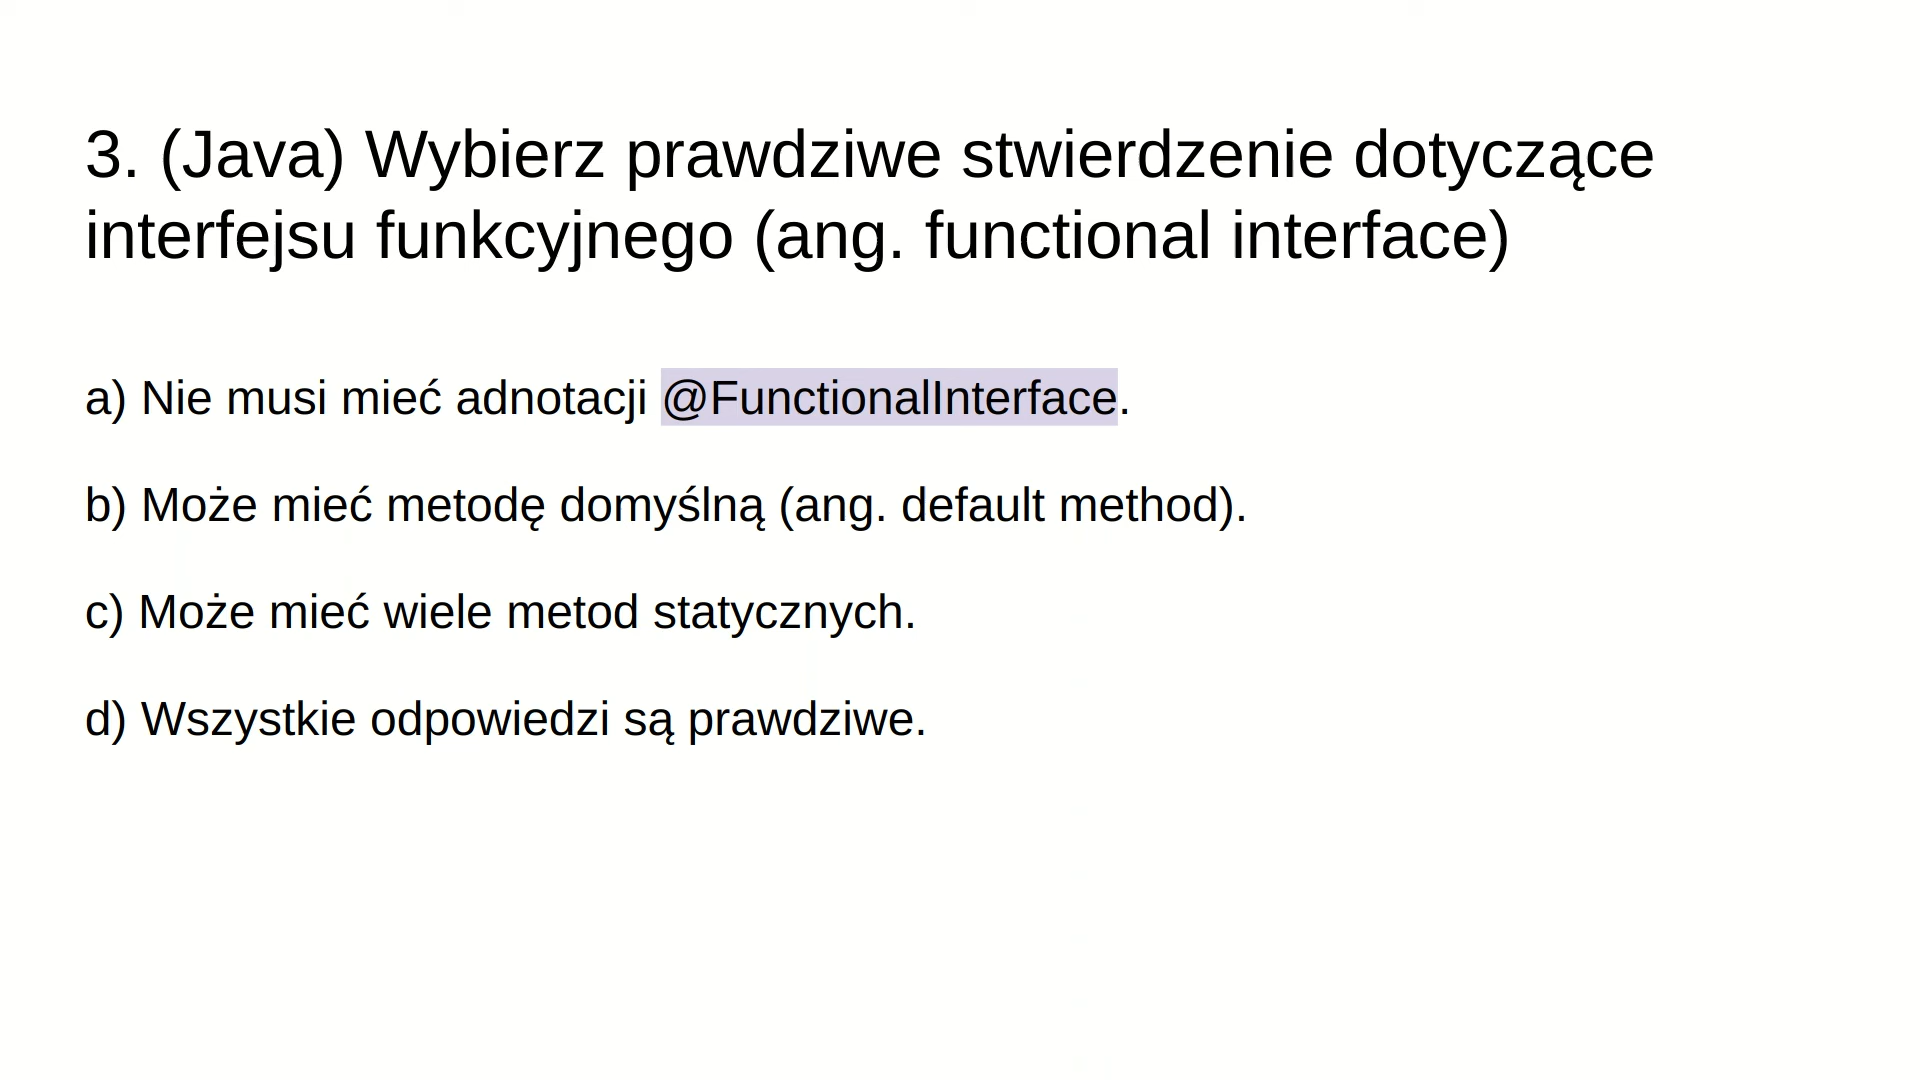 3. (Java) Wybierz prawdziwe stwierdzenie dotyczące
interfejsu funkcyjnego (ang. functional interface)
a) Nie musi mieć adnotacji @FunctionalInterface.
b) Może mieć metodę domyślną (ang. default method).
c) Może mieć wiele metod statycznych.
d) Wszystkie odpowiedzi są prawdziwe.